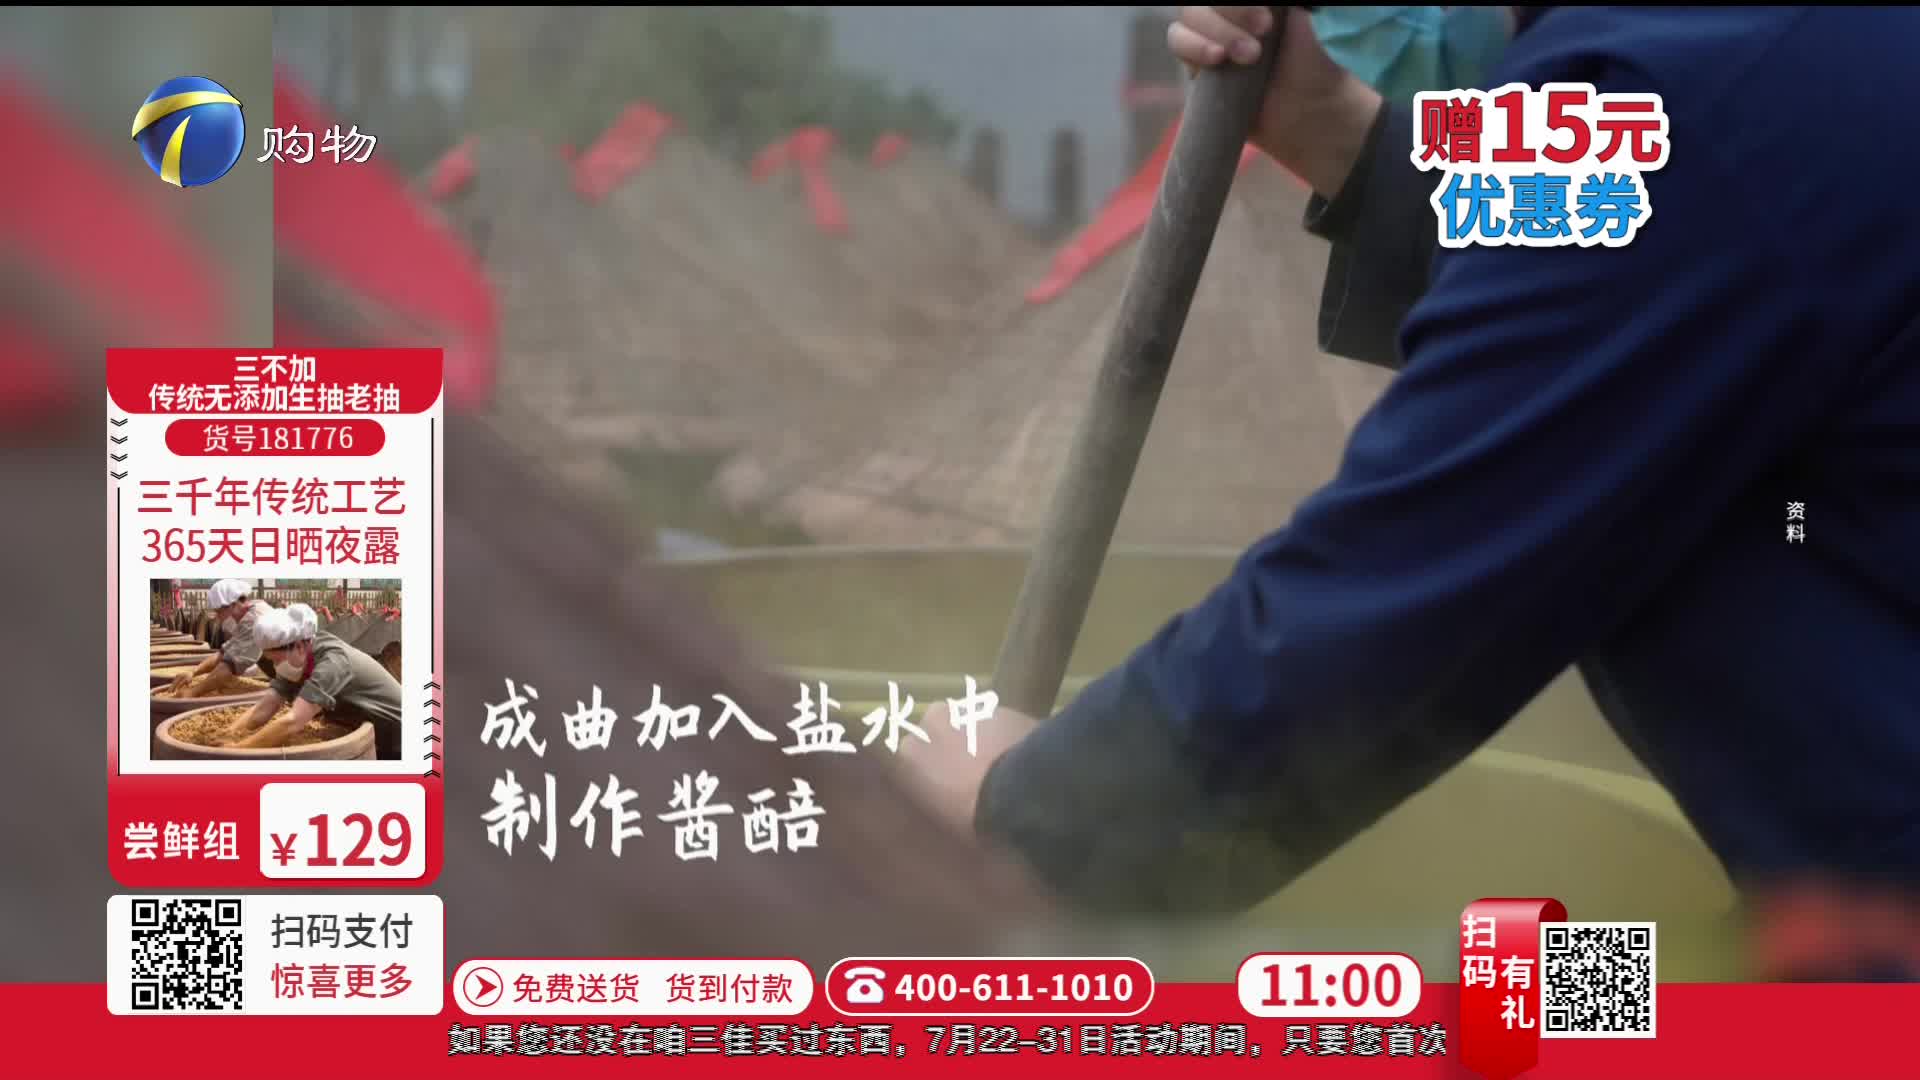 购物
赠15元
优惠券
三不加
传统无添加生抽老抽
货号181776
三千年传统工艺
365天日晒夜露
尝鲜组
¥129
扫码支付
惊喜更多
资料
成曲加入盐水中
制作酱醅
免费送货 货到付款
400-611-1010
11:00
扫码有礼
如果您还没在咱三佳买过东西，7月22-31日活动期间，只要您首次